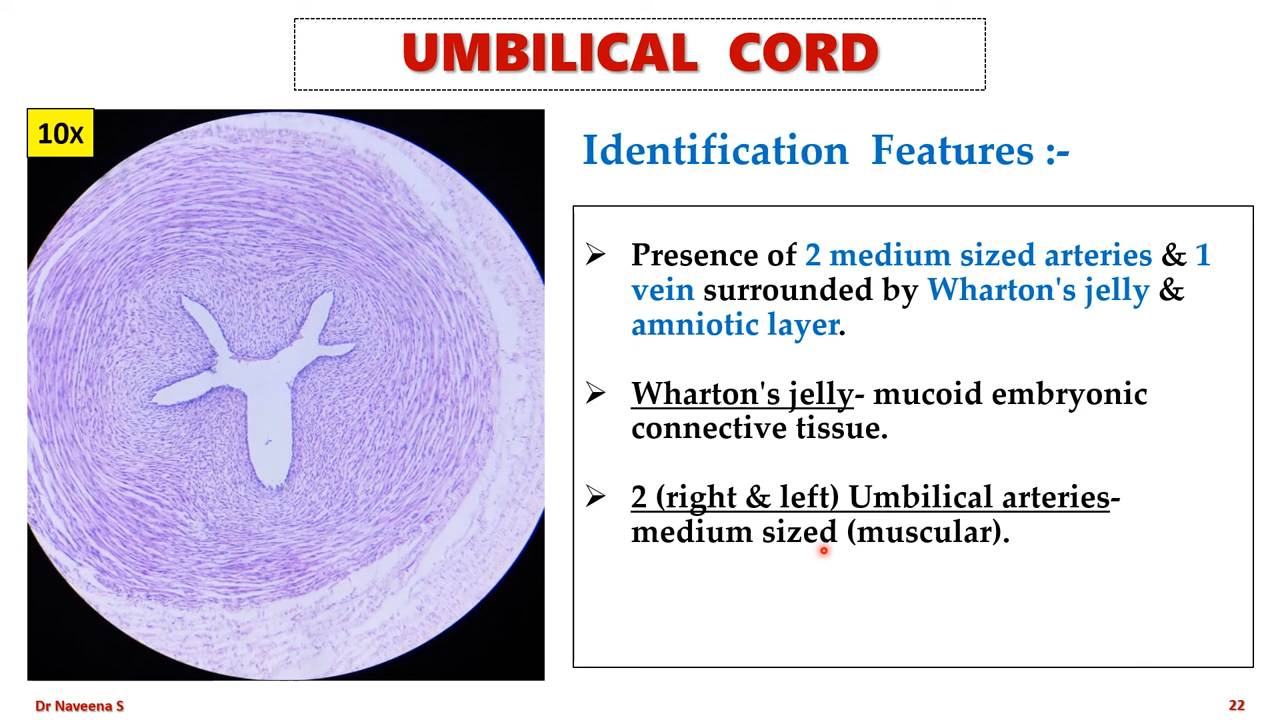 UMBILICAL CORD
10x
Identification Features :-
➢ Presence of 2 medium sized arteries & 1
vein surrounded by Wharton's jelly &
amniotic layer.
➢ Wharton's jelly- mucoid embryonic
connective tissue.
➢ 2 (right & left) Umbilical arteries-
medium sized (muscular).
Dr Naveena S
22